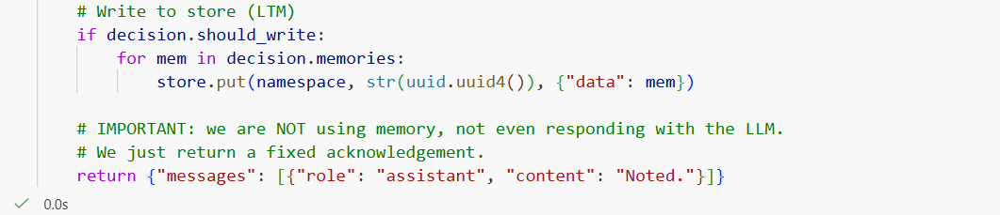 # Write to store (LTM)
if decision.should_write:
for mem in decision.memories:
store.put(namespace, str(uuid.uuid4()), {"data": mem})
# IMPORTANT: we are NOT using memory, not even responding with the LLM.
# We just return a fixed acknowledgement.
return {"messages": [{"role": "assistant", "content": "Noted."}]}
0.0s